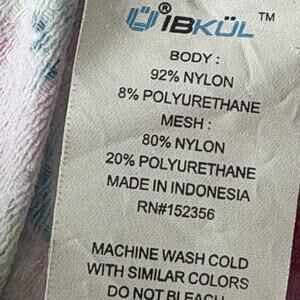 ® IBKÜL ™
BODY :
92% NYLON
8% POLYURETHANE
MESH :
80% NYLON
20% POLYURETHANE
MADE IN INDONESIA
RN#152356
MACHINE WASH COLD
WITH SIMILAR COLORS
DO NOT BLEACH